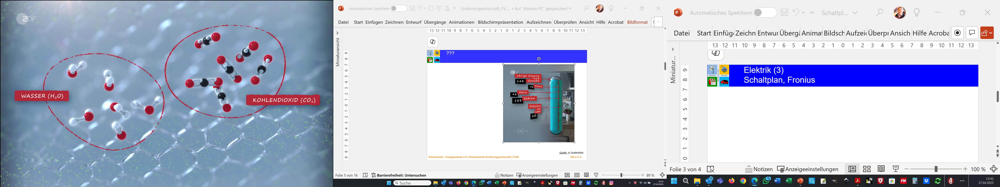 ZDF
WASSER (H₂O)
KOHLENDIOXID (CO₂)
TERRA
Automatisches Speichern
Ernährungswirtschaft_FV... • Auf "diesem PC" gespeichert
Datei Start Einfügen Zeichnen Entwurf Übergänge Animationen Bildschirmpräsentation Aufzeichnen Überprüfen Ansicht Hilfe Acrobat Bildformat
13 12 11 10 9 8 7 6 5 4 3 2 1 0 1 2 3 4 5 6 7 8 9 10 11 12 13
Miniaturansicht
9 8 7 6 5 4 3 2 1 0 1 2 3 4 5 6 7 8 9
???
ZDF
übrige Organe
und
14% Gewebe
7% Nieren
9% Herz
18% Gehirn
Muskulatur
und
Leber
52%
TERRA
Quelle: x) Quellenliste
Klimaschutz – Energiewende 2.0 | Klimaneutrale Ernährungswirtschaft | FV03
ISE e.V. 5
Folie 5 von 16
Barrierefreiheit: Untersuchen
Notizen
Anzeigeeinstellungen
89 %
Suche
13:42
27.04.2025
Automatisches Speichern
Schaltpl...
Datei Start Einfüg Zeichn Entwur Übergä Animat Bildsch Aufzeic Überpr Ansich Hilfe Acroba
13 12 11 10 9 8 7 6 5 4 3 2 1 0 1 2 3 4 5 6 7 8 9 10 11 12 13
Miniatur...
9 8 7 6 5 4 3 2 1 0
Elektrik (3)
Schaltplan, Fronius
Folie 3 von 4
Notizen
Anzeigeeinstellungen
100 %
13:42
27.04.2025